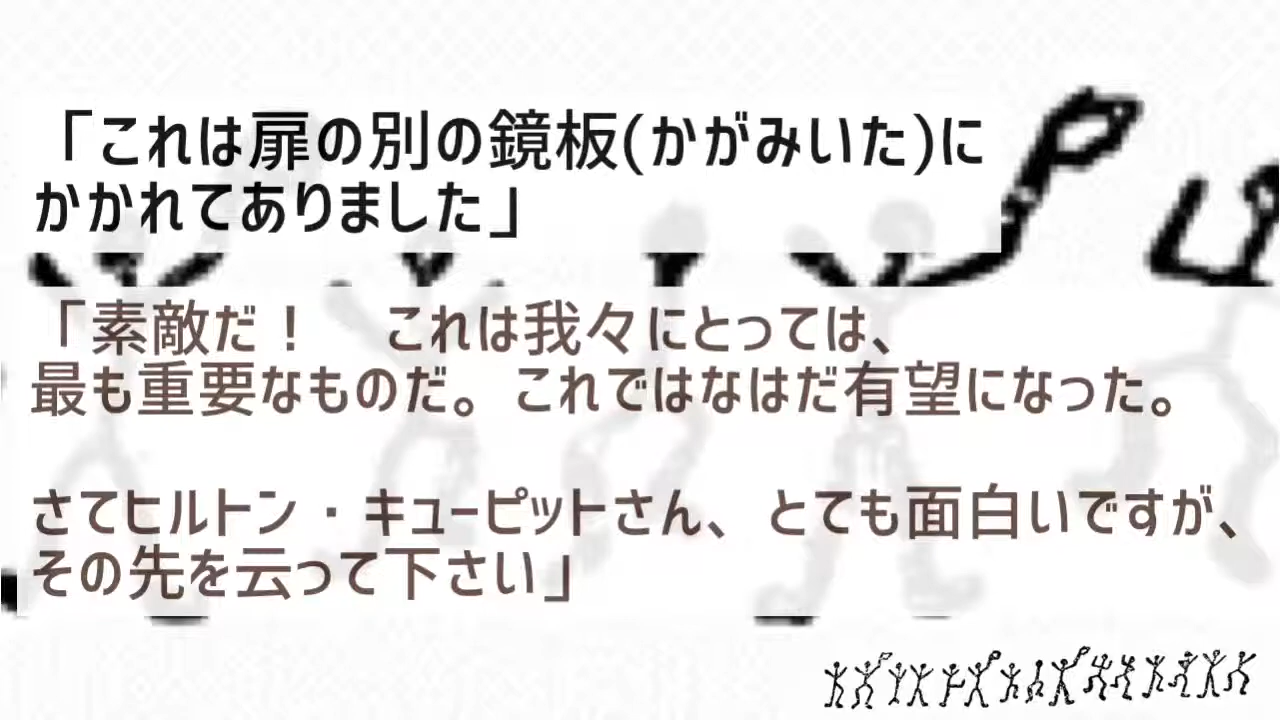 「これは扉の別の鏡板(かがみいた)に
かかれてありました」
「素敵だ！　これは我々にとっては、
最も重要なものだ。これではなはだ有望になった。
さてヒルトン・キューピットさん、とても面白いですが、
その先を云って下さい」